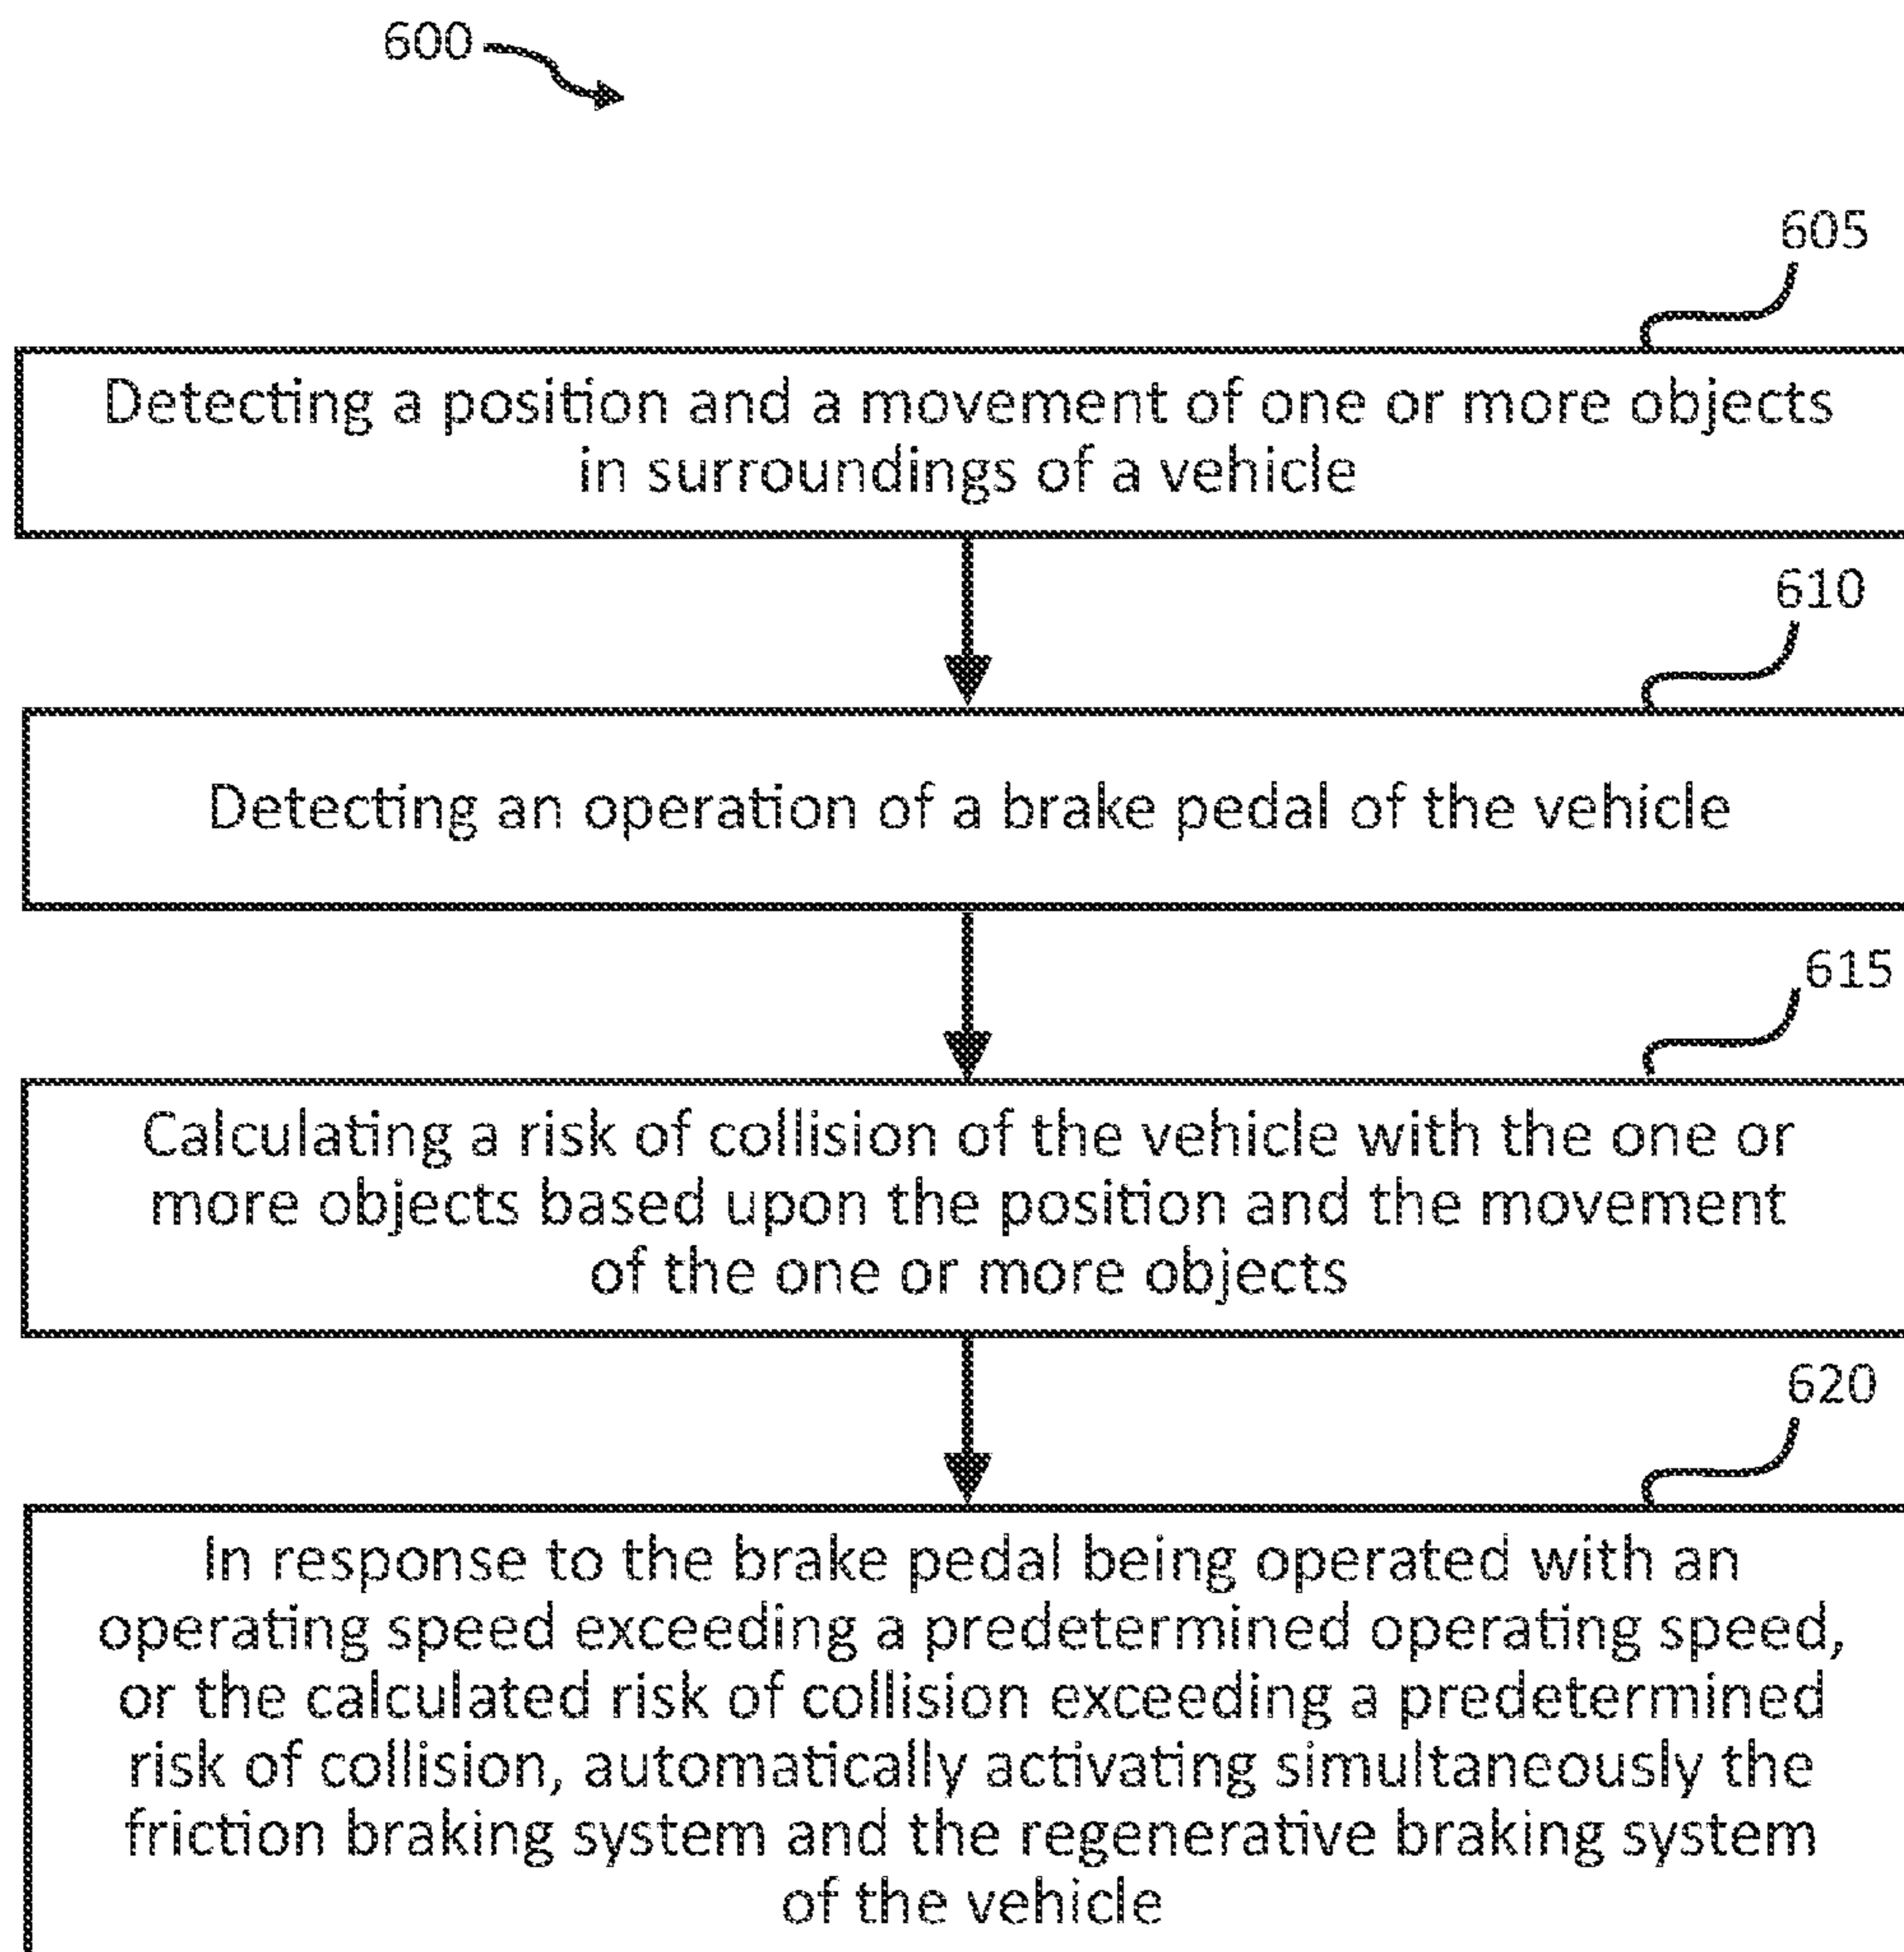 600
605
Detecting a position and a movement of one or more objects
in surroundings of a vehicle
610
Detecting an operation of a brake pedal of the vehicle
615
Calculating a risk of collision of the vehicle with the one or
more objects based upon the position and the movement
of the one or more objects
620
In response to the brake pedal being operated with an
operating speed exceeding a predetermined operating speed,
or the calculated risk of collision exceeding a predetermined
risk of collision, automatically activating simultaneously the
friction braking system and the regenerative braking system
of the vehicle